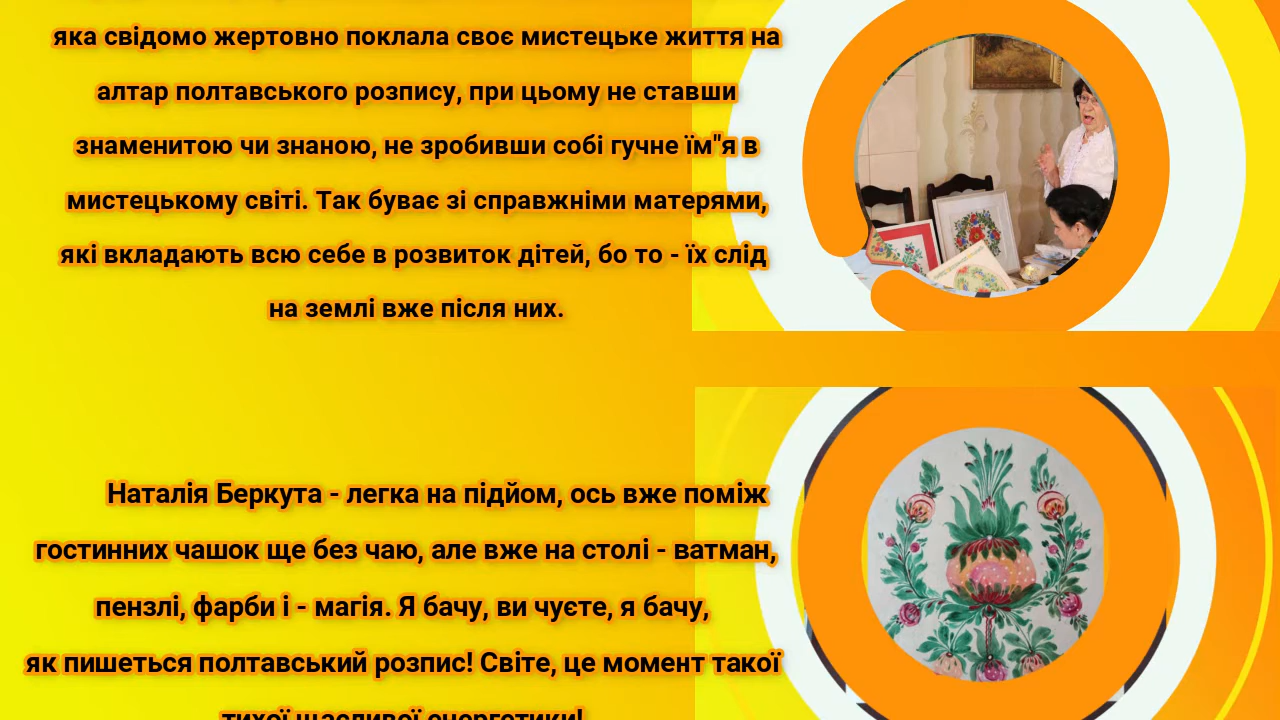 яка свідомо жертовно поклала своє мистецьке життя на
алтар полтавського розпису, при цьому не ставши
знаменитою чи знаною, не зробивши собі гучне їм"я в
мистецькому світі. Так буває зі справжніми матерями,
які вкладають всю себе в розвиток дітей, бо то - їх слід
на землі вже після них.
Наталія Беркута - легка на підйом, ось вже поміж
гостинних чашок ще без чаю, але вже на столі - ватман,
пензлі, фарби і - магія. Я бачу, ви чуєте, я бачу,
як пишеться полтавський розпис! Світе, це момент такої
тихої щасливої енергетики!